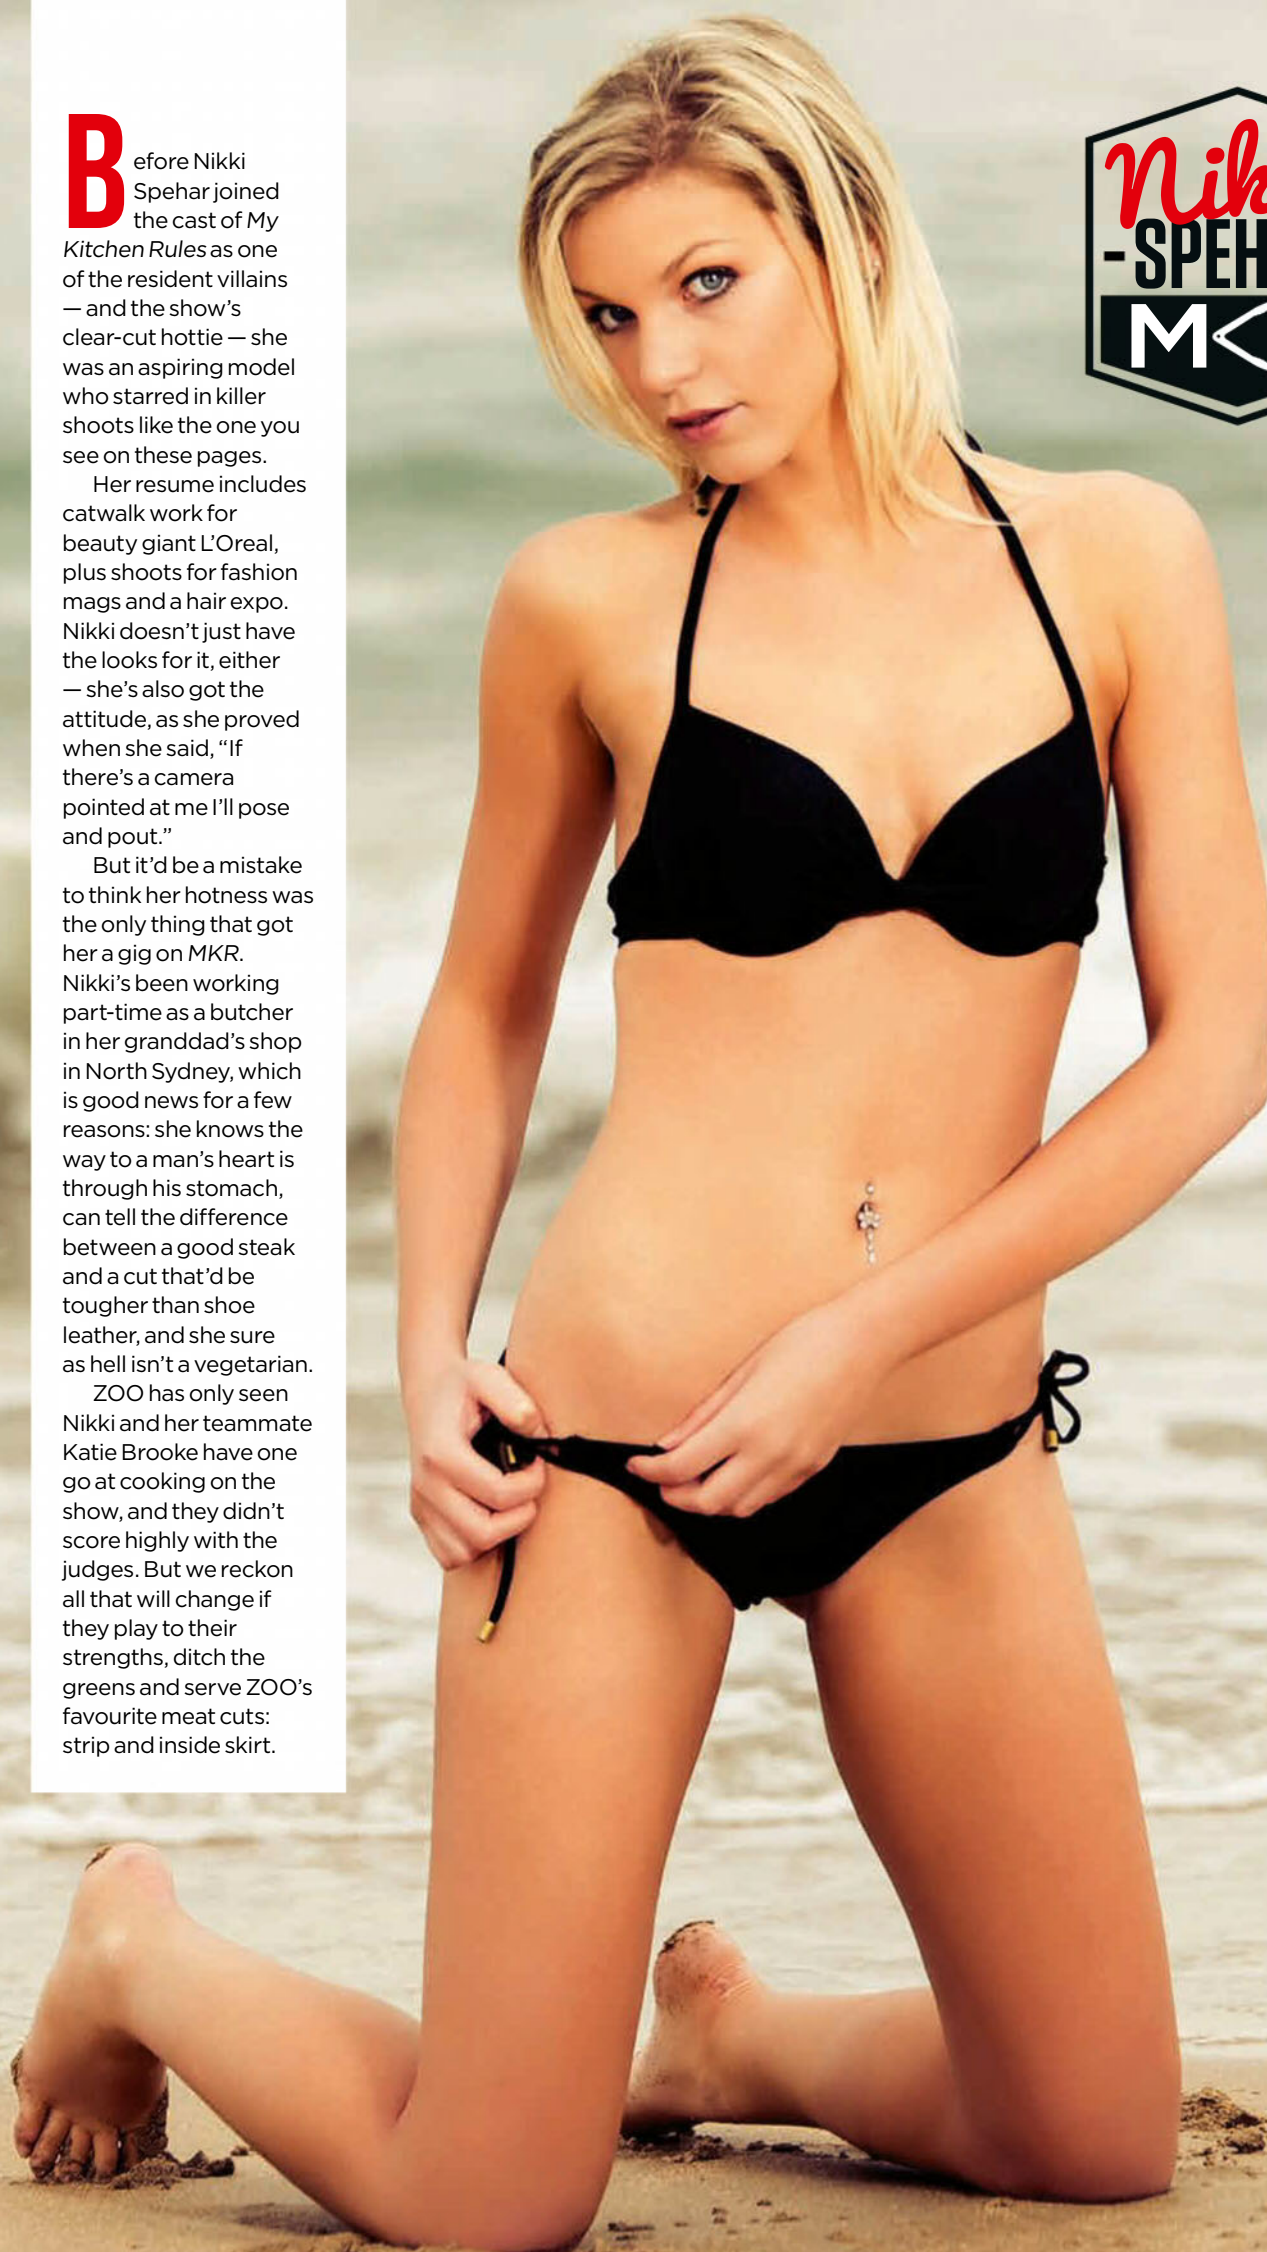 Before Nikki
Spehar joined
the cast of My
Kitchen Rules as one
of the resident villains
— and the show’s
clear-cut hottie — she
was an aspiring model
who starred in killer
shoots like the one you
see on these pages.
Her resume includes
catwalk work for
beauty giant L’Oreal,
plus shoots for fashion
mags and a hair expo.
Nikki doesn’t just have
the looks for it, either
— she’s also got the
attitude, as she proved
when she said, “If
there’s a camera
pointed at me I’ll pose
and pout.”
But it’d be a mistake
to think her hotness was
the only thing that got
her a gig on MKR.
Nikki’s been working
part-time as a butcher
in her granddad’s shop
in North Sydney, which
is good news for a few
reasons: she knows the
way to a man’s heart is
through his stomach,
can tell the difference
between a good steak
and a cut that’d be
tougher than shoe
leather, and she sure
as hell isn’t a vegetarian.
ZOO has only seen
Nikki and her teammate
Katie Brooke have one
go at cooking on the
show, and they didn’t
score highly with the
judges. But we reckon
all that will change if
they play to their
strengths, ditch the
greens and serve ZOO’s
favourite meat cuts:
strip and inside skirt.
Nik
-SPEH
M